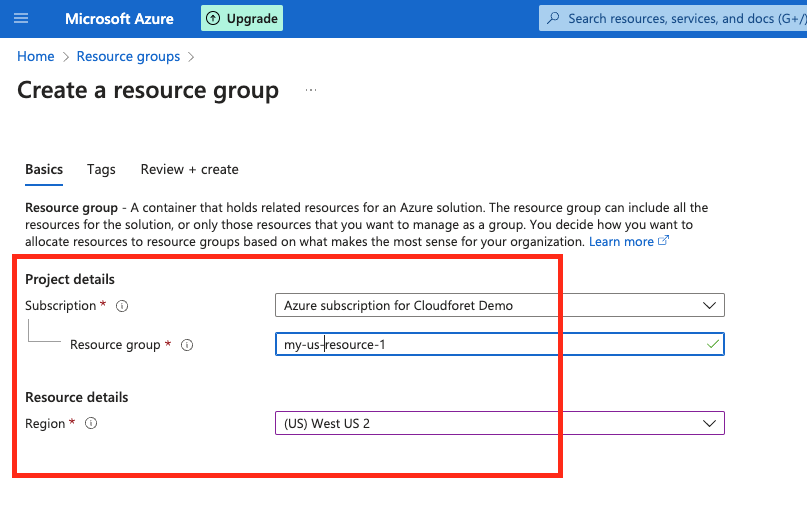 Microsoft Azure
Upgrade
Search resources, services, and docs (G+/)
Home > Resource groups >
Create a resource group ...
Basics Tags Review + create
Resource group - A container that holds related resources for an Azure solution. The resource group can include all the
resources for the solution, or only those resources that you want to manage as a group. You decide how you want to
allocate resources to resource groups based on what makes the most sense for your organization. Learn more
Project details
Subscription * Azure subscription for Cloudforet Demo
Resource group * my-us-resource-1
Resource details
Region * (US) West US 2